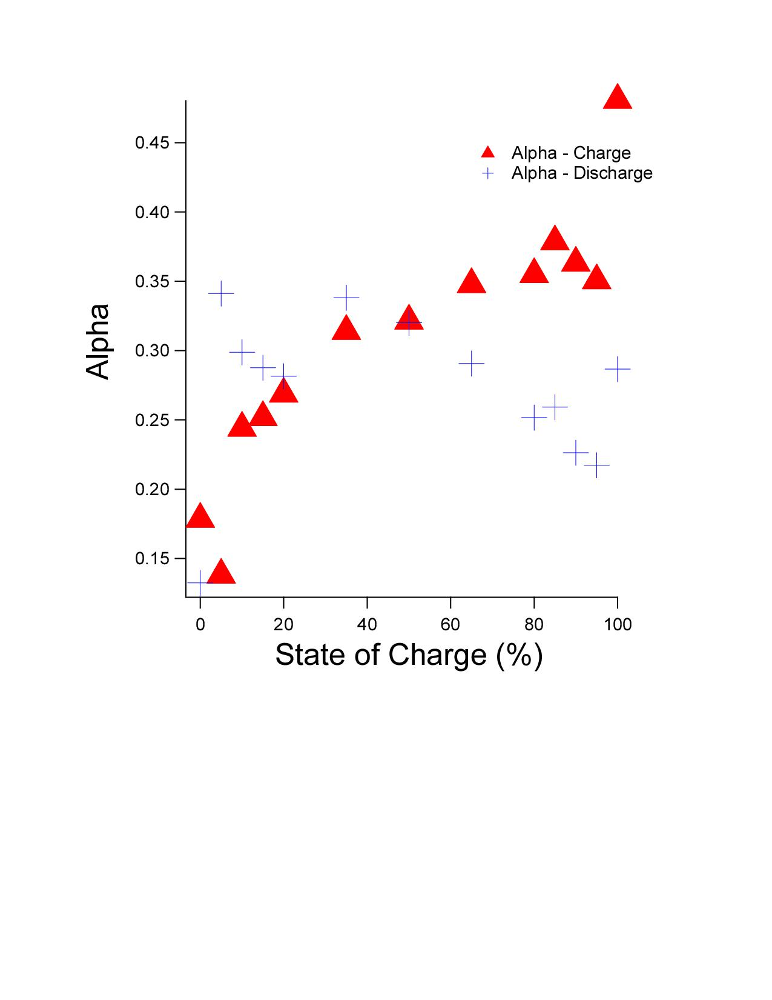 0.45
Alpha - Charge
Alpha - Discharge
0.40
0.35
0.30
0.25
0.20
0.15
Alpha
0 20 40 60 80 100
State of Charge (%)